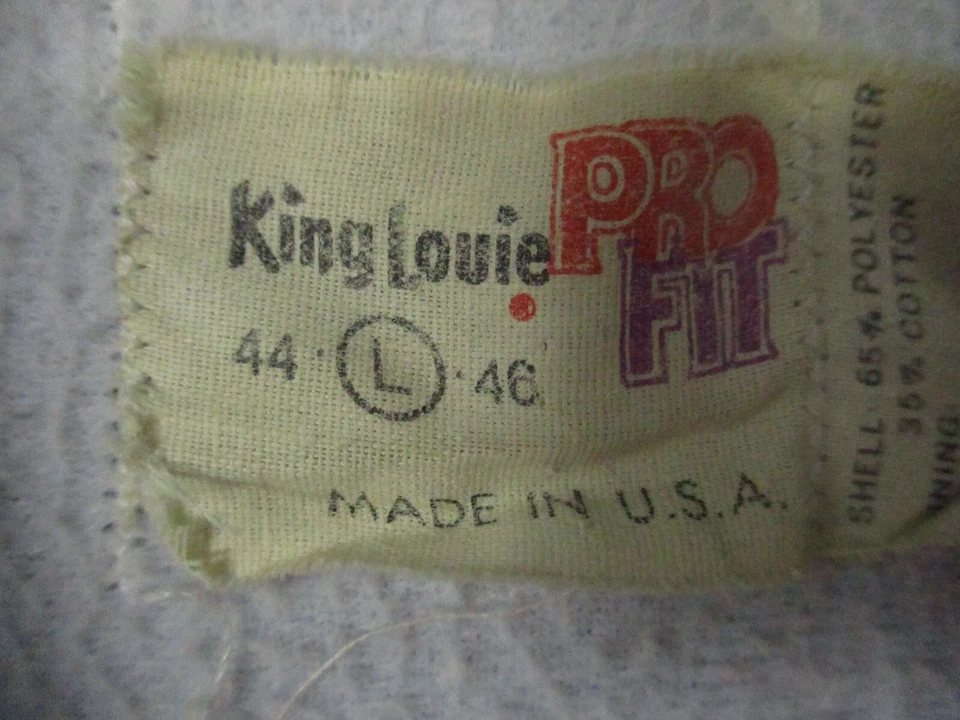 King Louie PRO
FIT
44 · L · 46
MADE IN U.S.A.
SHELL 65% POLYESTER
35% COTTON